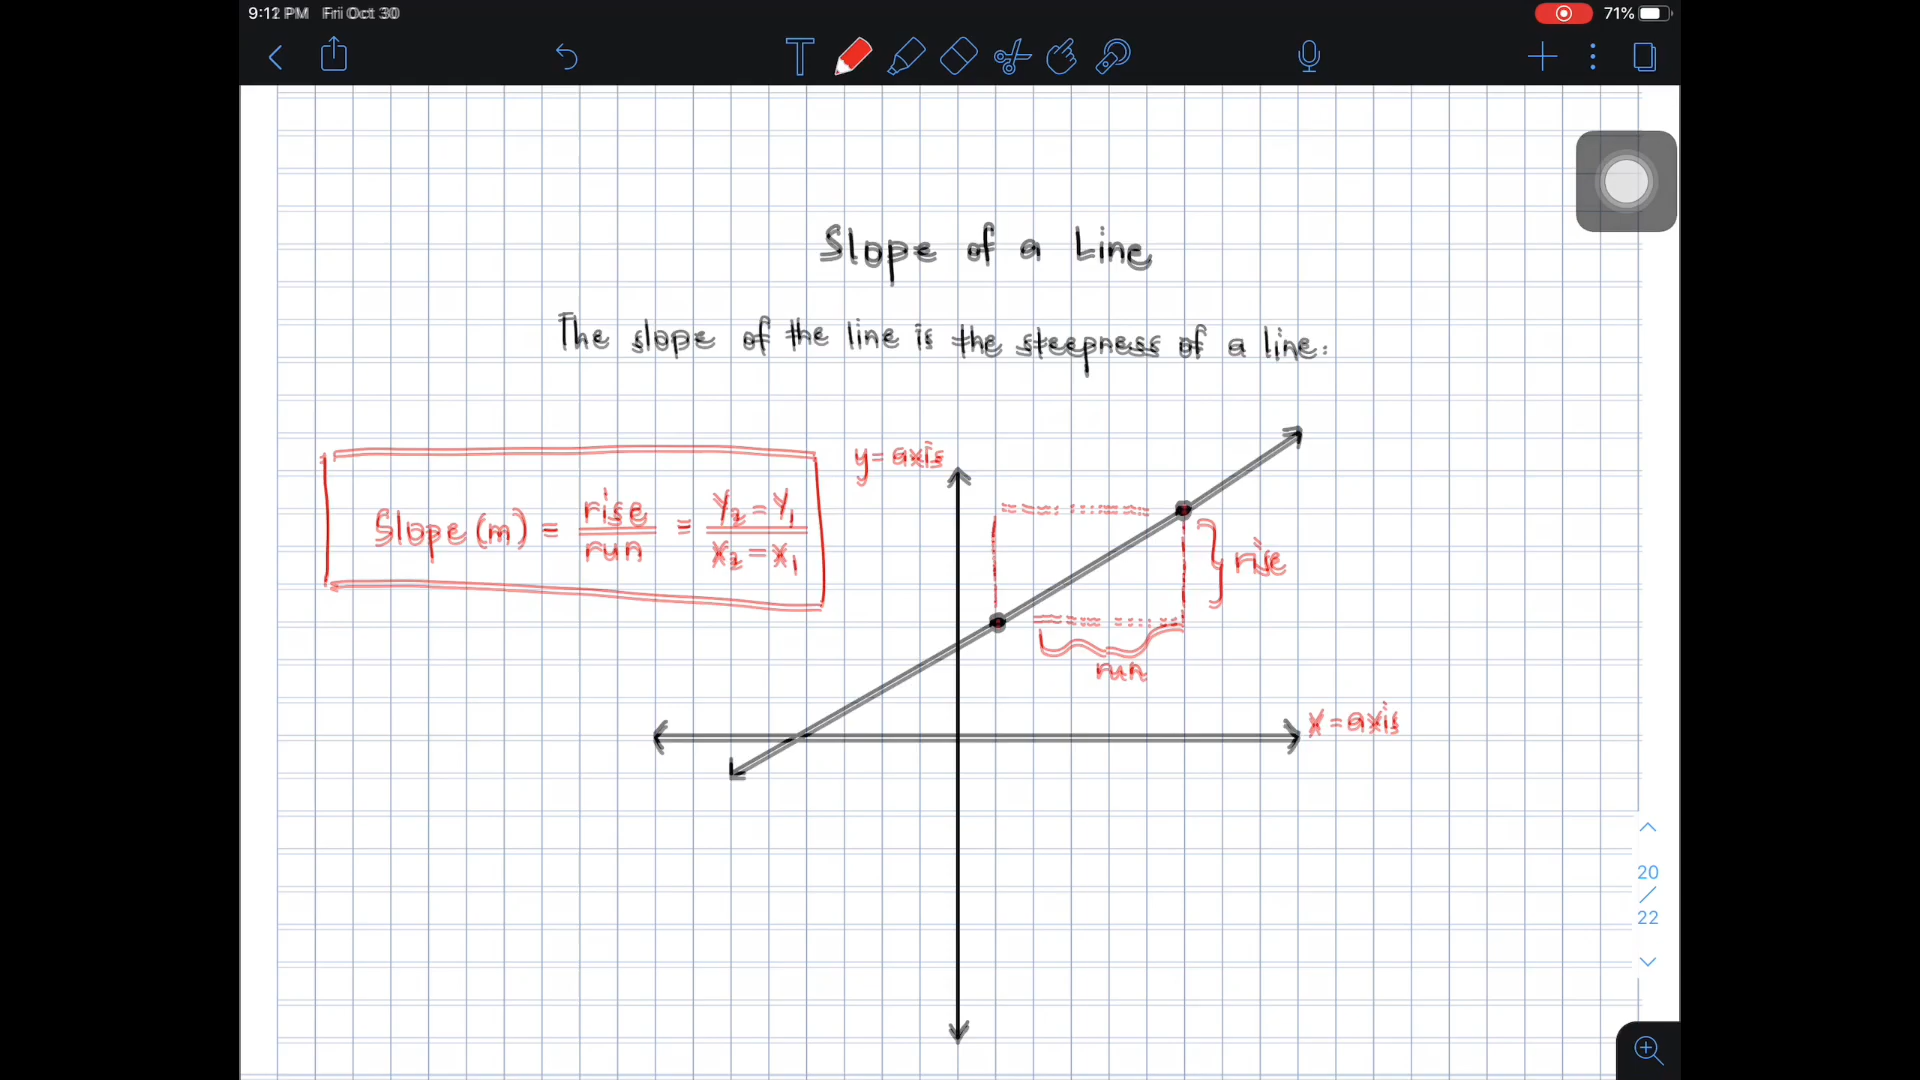 9:11 PM Fri Oct 30
71%
T
Slope of a Line
The slope of the line is the steepness of a line.
y-axis
Slope (m) = rise/run = Y₂-Y₁/X₂-X₁
rise
run
x-axis
20
/
22